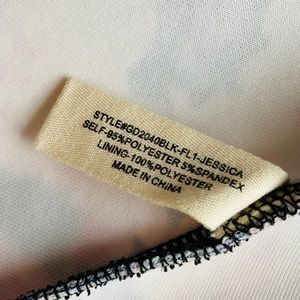 STYLE#GD2040BLK-FL1-JESSICA
SELF-95%POLYESTER 5%SPANDEX
LINING-100%POLYESTER
MADE IN CHINA